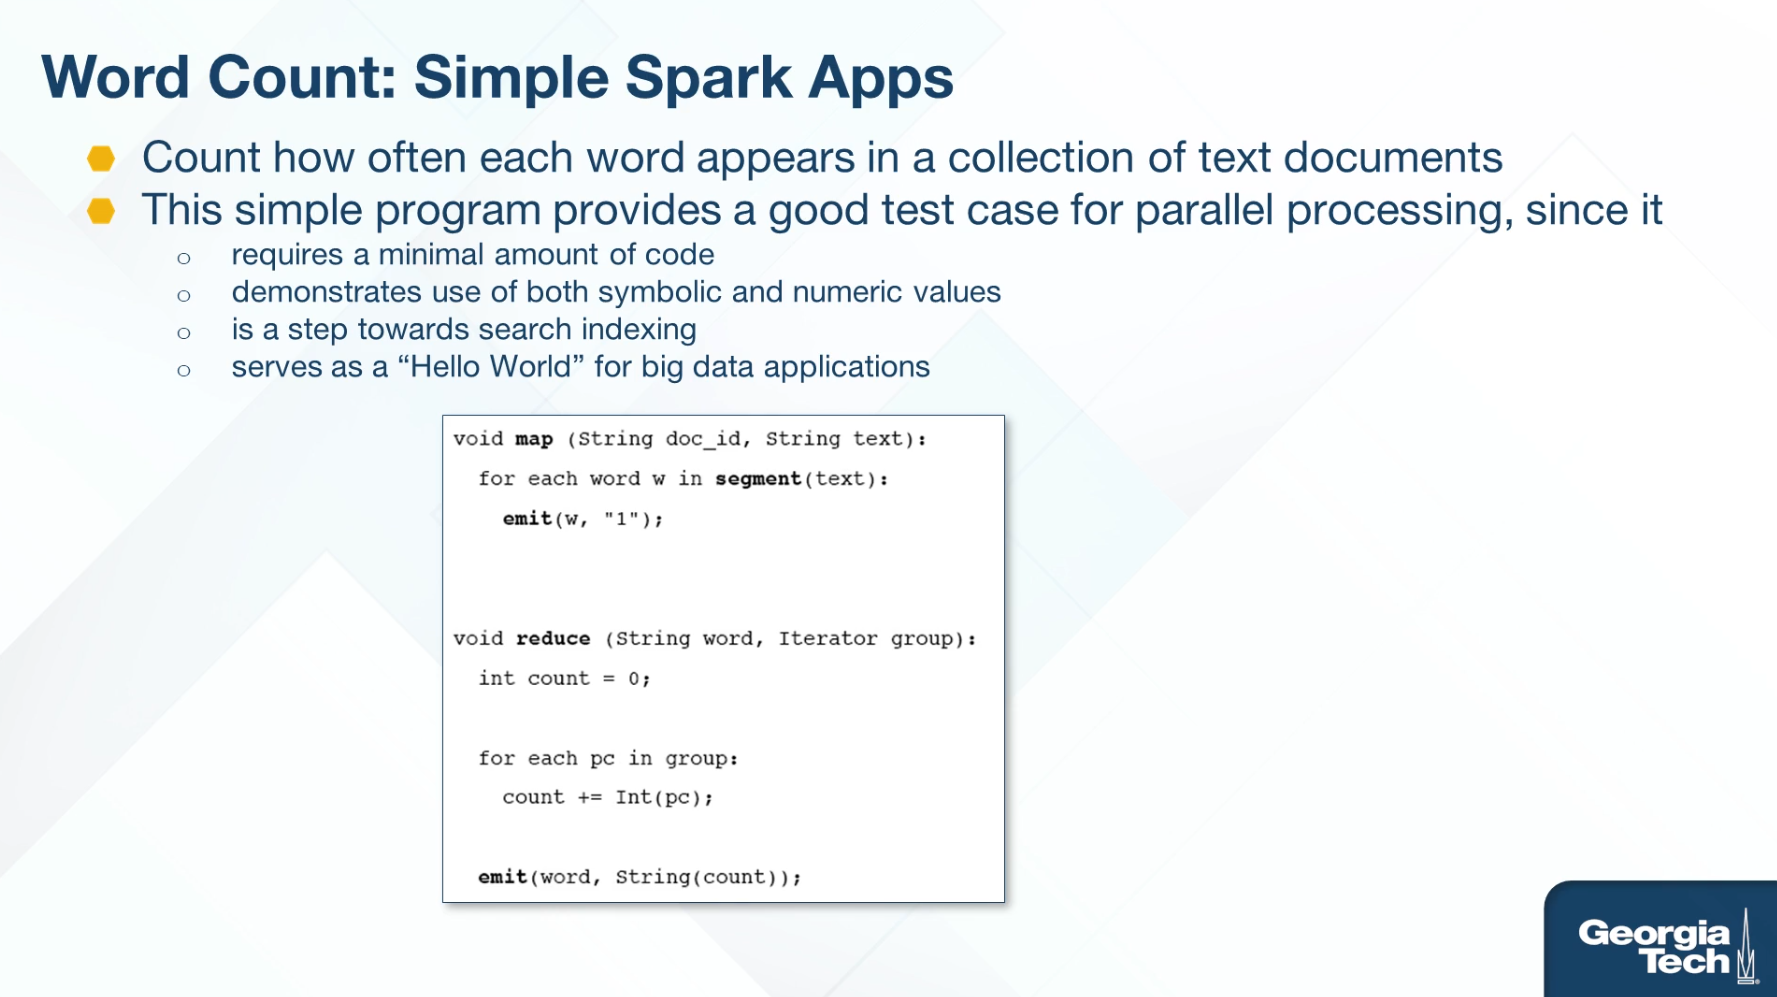 Word Count: Simple Spark Apps
Count how often each word appears in a collection of text documents
This simple program provides a good test case for parallel processing, since it
requires a minimal amount of code
demonstrates use of both symbolic and numeric values
is a step towards search indexing
serves as a “Hello World” for big data applications
void map (String doc_id, String text):
for each word w in segment(text):
emit(w, "1");
void reduce (String word, Iterator group):
int count = 0;
for each pc in group:
count += Int(pc);
emit(word, String(count));
Georgia
Tech